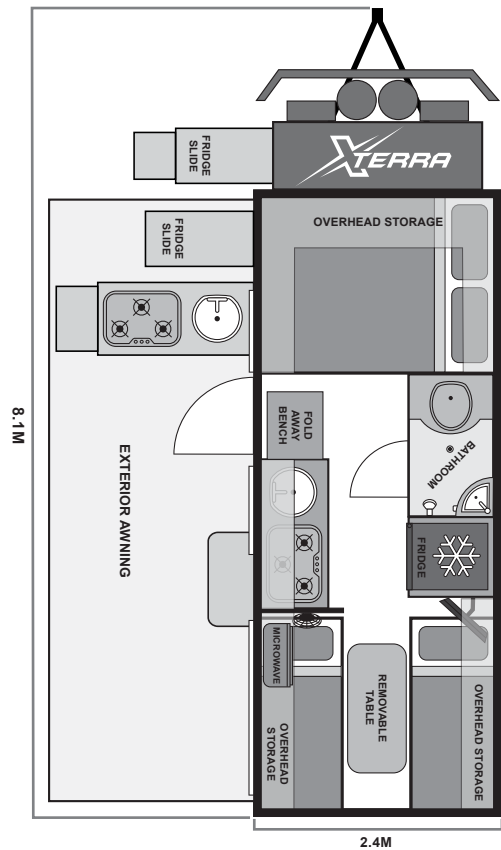 FRIDGE
SLIDE
XTERRA
FRIDGE
SLIDE
OVERHEAD STORAGE
8.1M
EXTERIOR AWNING
FOLD
AWAY
BENCH
BATHROOM
FRIDGE
MICROWAVE
REMOVABLE
TABLE
OVERHEAD
STORAGE
OVERHEAD STORAGE
2.4M